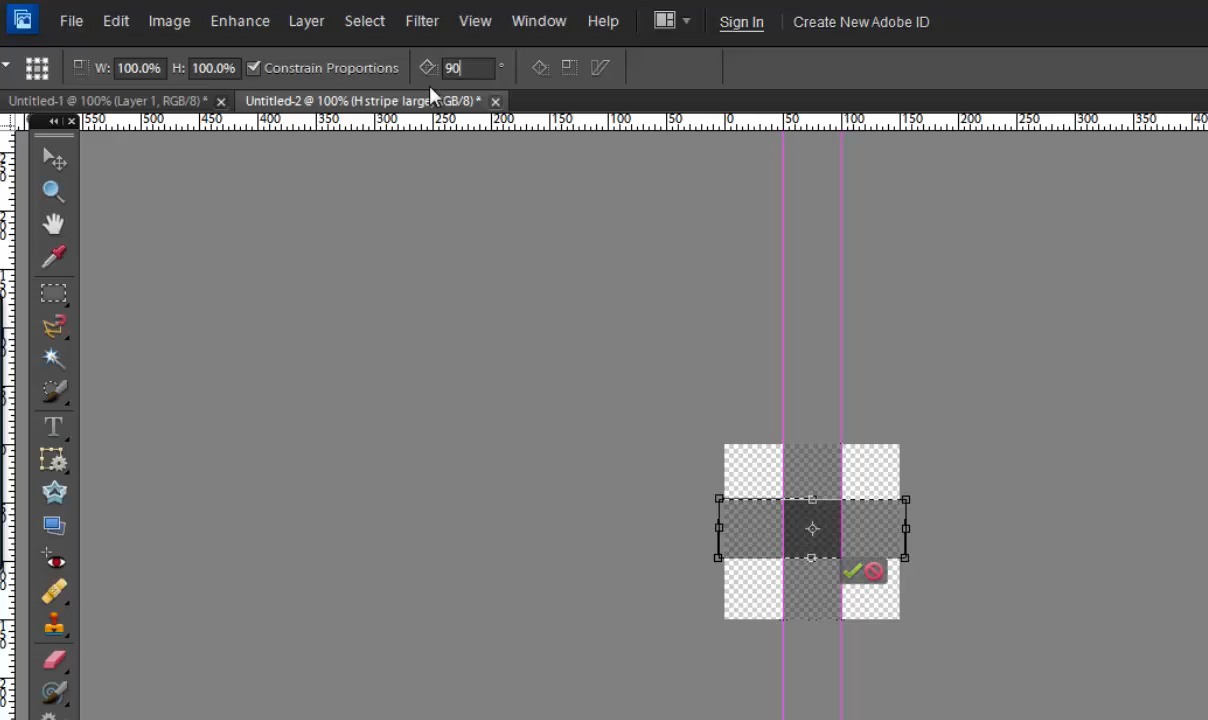 File Edit Image Enhance Layer Select Filter View Window Help Sign In Create New Adobe ID
W: 100.0% H: 100.0% Constrain Proportions 90 °
Untitled-1 @ 100% (Layer 1, RGB/8) * Untitled-2 @ 100% (H stripe large GB/8) *
550 500 450 400 350 300 250 200 150 100 50 0 50 100 150 200 250 300 350 40
T